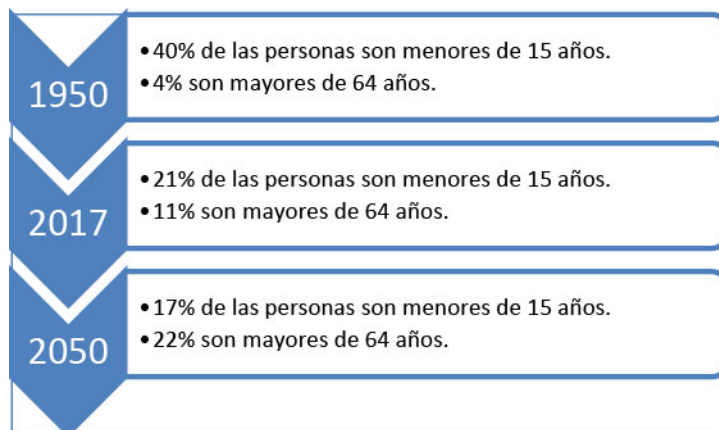 1950
•40% de las personas son menores de 15 años.
•4% son mayores de 64 años.
2017
•21% de las personas son menores de 15 años.
•11% son mayores de 64 años.
2050
•17% de las personas son menores de 15 años.
•22% son mayores de 64 años.